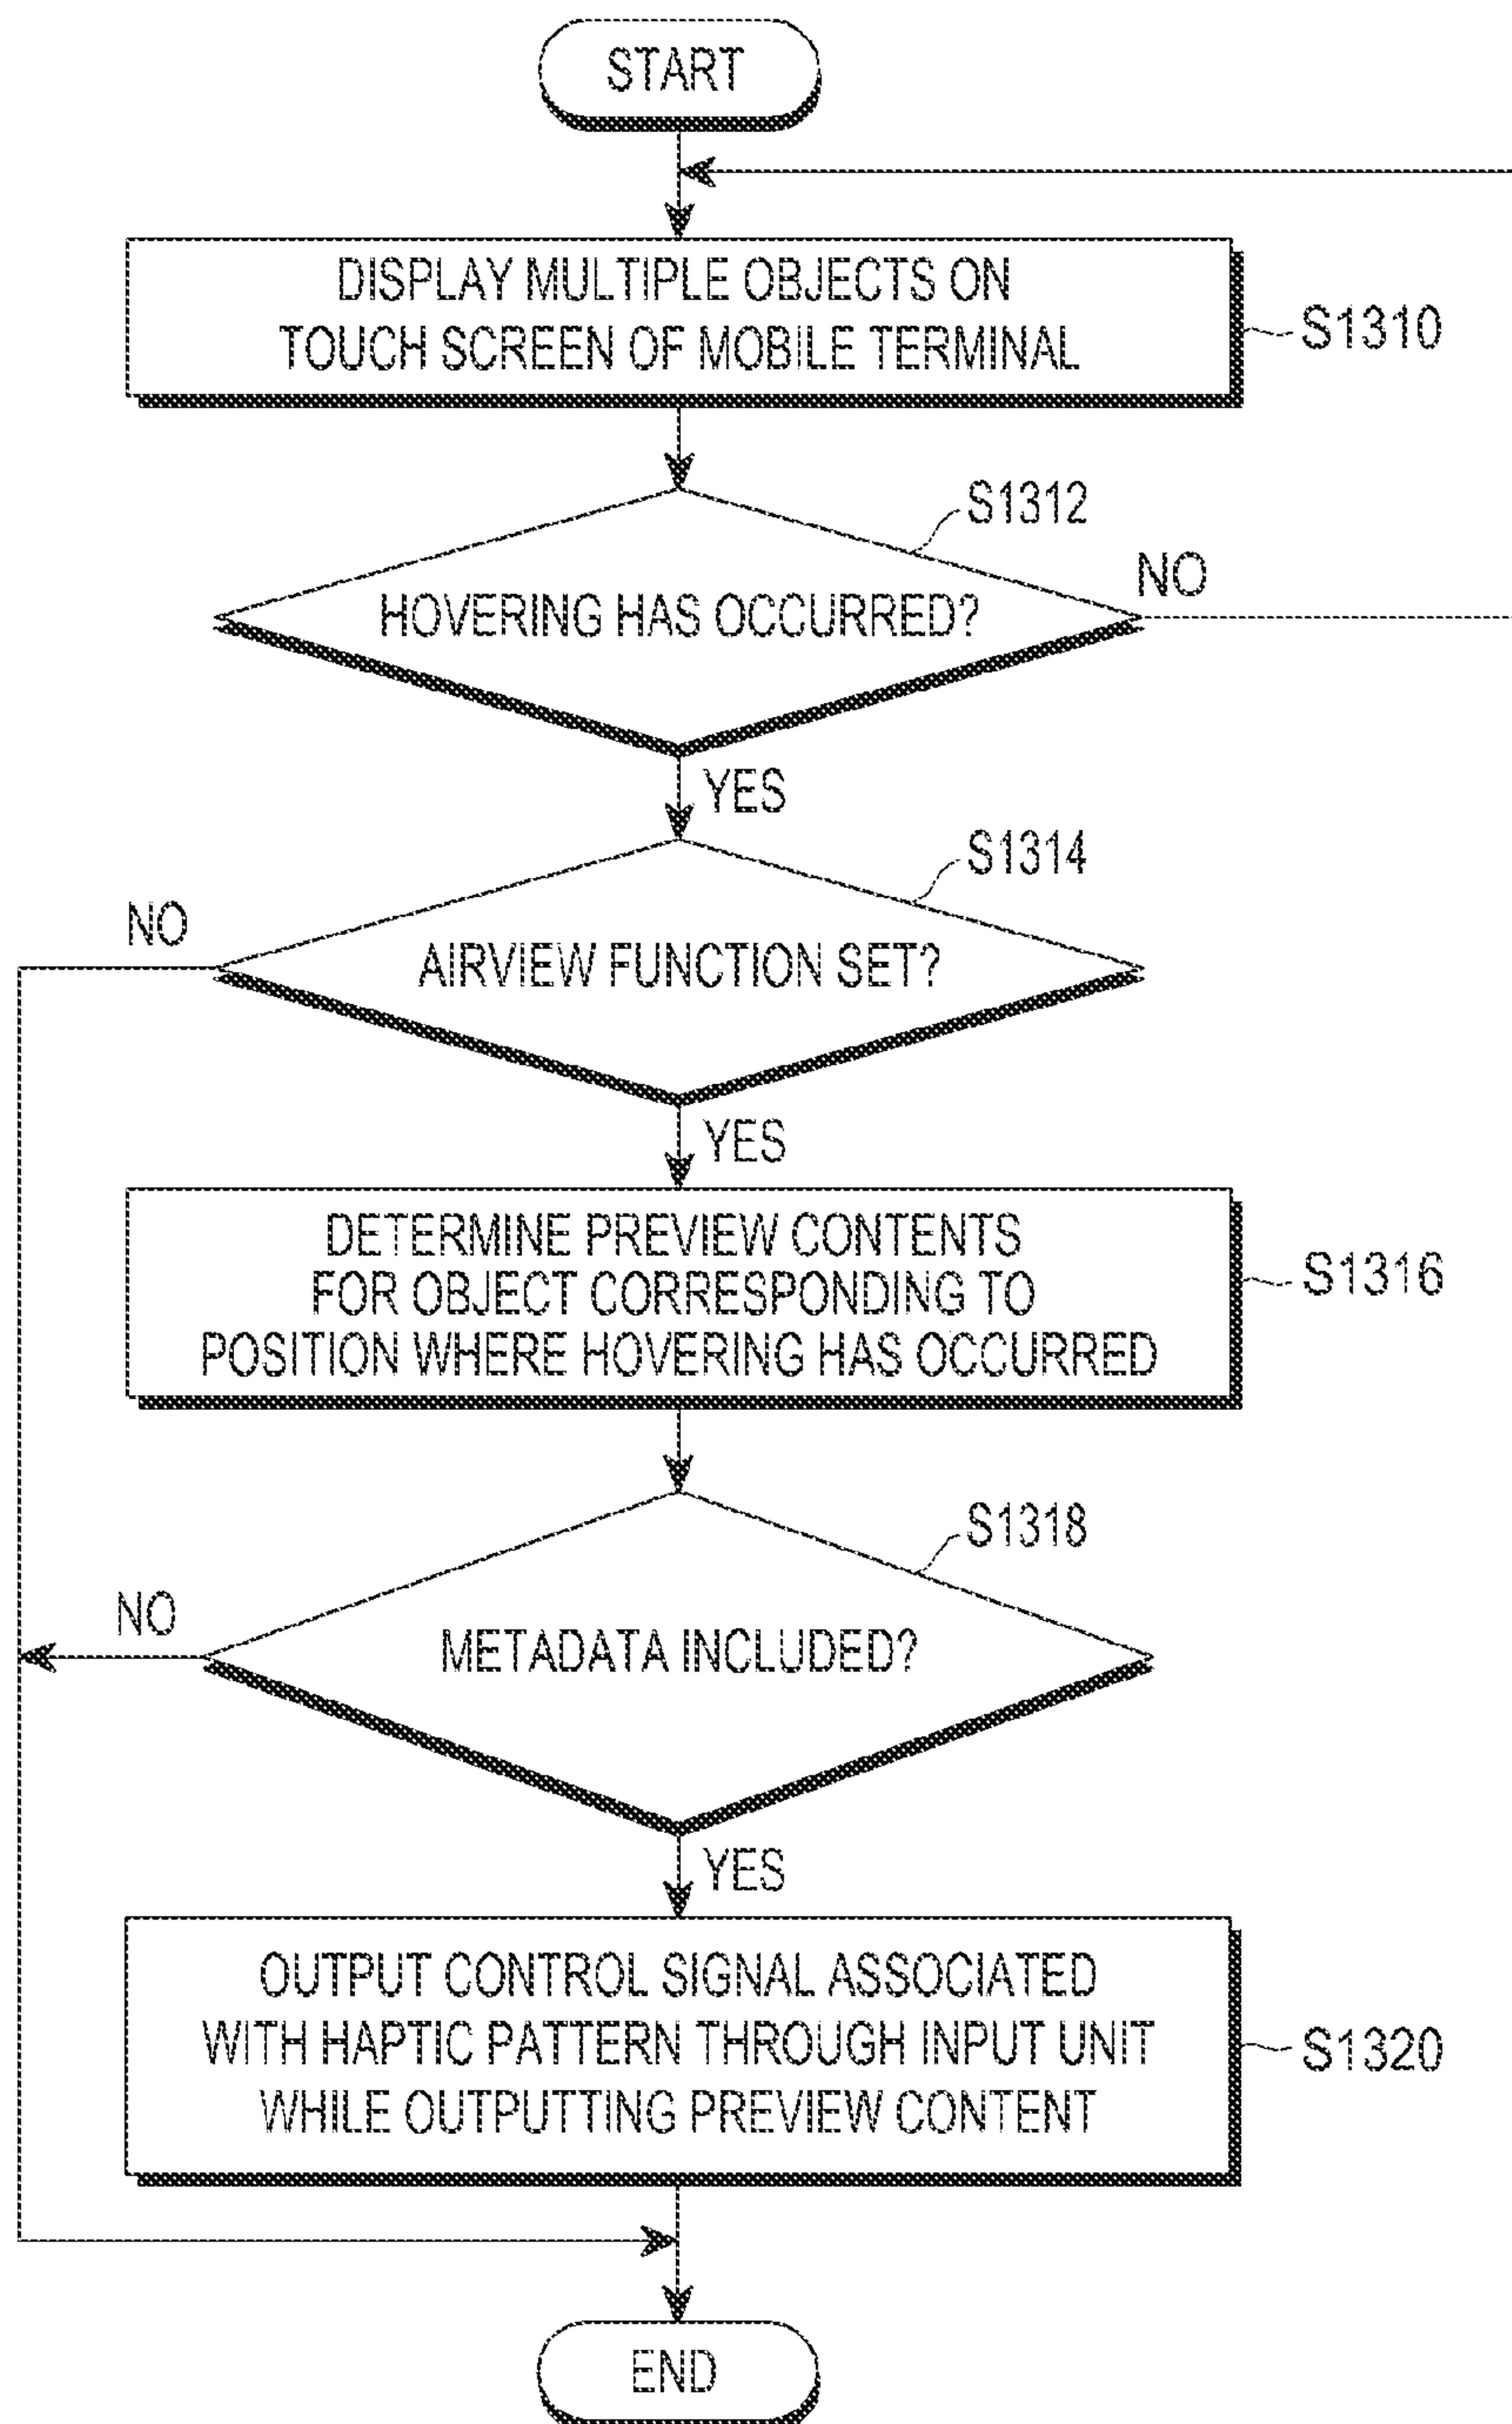 START
DISPLAY MULTIPLE OBJECTS ON
TOUCH SCREEN OF MOBILE TERMINAL
S1310
S1312
HOVERING HAS OCCURRED?
NO
YES
S1314
NO
AIRVIEW FUNCTION SET?
YES
DETERMINE PREVIEW CONTENTS
FOR OBJECT CORRESPONDING TO
POSITION WHERE HOVERING HAS OCCURRED
S1316
S1318
NO
METADATA INCLUDED?
YES
OUTPUT CONTROL SIGNAL ASSOCIATED
WITH HAPTIC PATTERN THROUGH INPUT UNIT
WHILE OUTPUTTING PREVIEW CONTENT
S1320
END